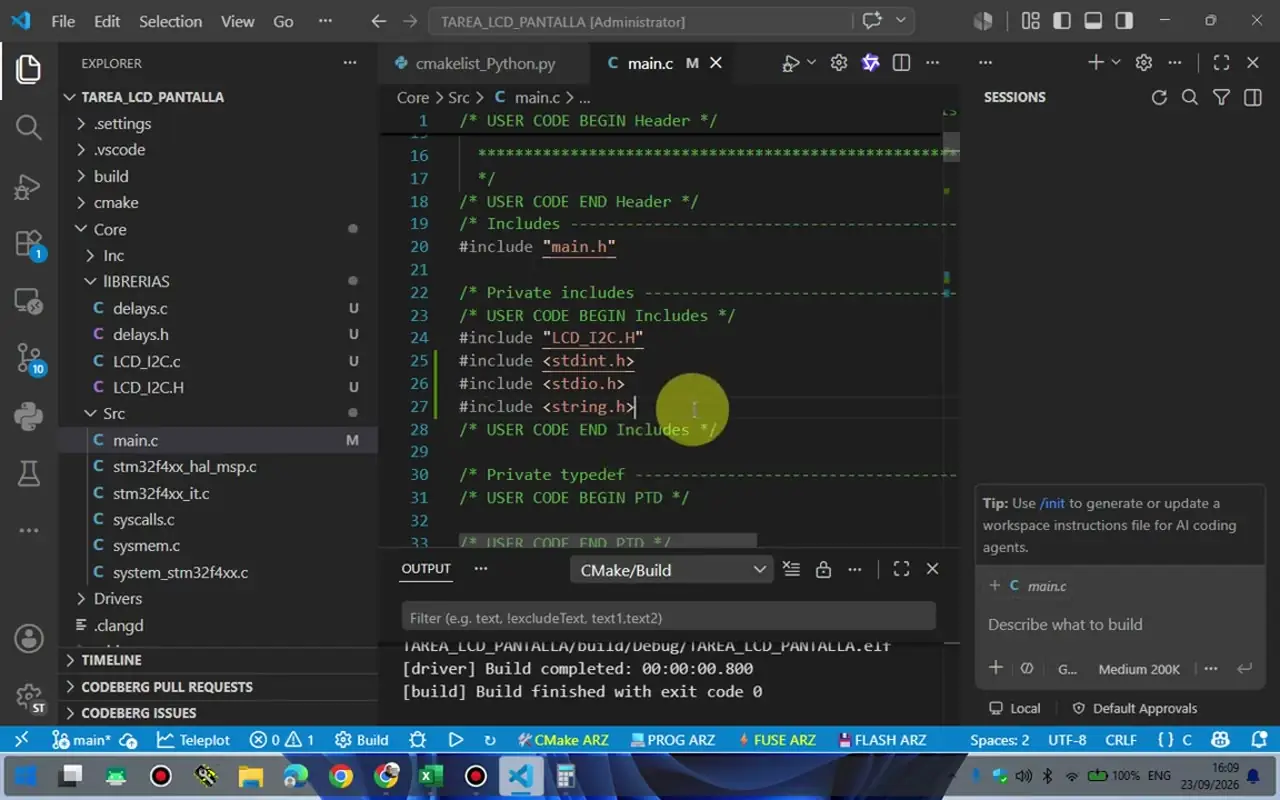 File Edit Selection View Go ··· TAREA_LCD_PANTALLA [Administrator]
EXPLORER ···
TAREA_LCD_PANTALLA
.settings
.vscode
build
cmake
Core
Inc
lIBRERIAS
C delays.c U
C delays.h U
C LCD_I2C.c U
C LCD_I2C.H U
Src
C main.c M
C stm32f4xx_hal_msp.c
C stm32f4xx_it.c
C syscalls.c
C sysmem.c
C system_stm32f4xx.c
Drivers
.clangd
TIMELINE
CODEBERG PULL REQUESTS
CODEBERG ISSUES
1
10
ST
cmakelist_Python.py C main.c M
Core > Src > C main.c > ...
1 /* USER CODE BEGIN Header */
16 ****************************************************
17 */
18 /* USER CODE END Header */
19 /* Includes ------------------------------------------
20 #include "main.h"
21
22 /* Private includes ----------------------------------
23 /* USER CODE BEGIN Includes */
24 #include "LCD_I2C.H"
25 #include <stdint.h>
26 #include <stdio.h>
27 #include <string.h>
28 /* USER CODE END Includes */
29
30 /* Private typedef -----------------------------------
31 /* USER CODE BEGIN PTD */
32
33 /* USER CODE END PTD */
OUTPUT ··· CMake/Build
Filter (e.g. text, !excludeText, text1,text2)
TAREA_LCD_PANTALLA/build/Debug/TAREA_LCD_PANTALLA.elf
[driver] Build completed: 00:00:00.800
[build] Build finished with exit code 0
SESSIONS
Tip: Use /init to generate or update a
workspace instructions file for AI coding
agents.
+ C main.c
Describe what to build
G... Medium 200K ···
Local Default Approvals
main* Teleplot 0 1 Build CMake ARZ PROG ARZ FUSE ARZ FLASH ARZ Spaces: 2 UTF-8 CRLF { } C
100% ENG 16:09
23/09/2026